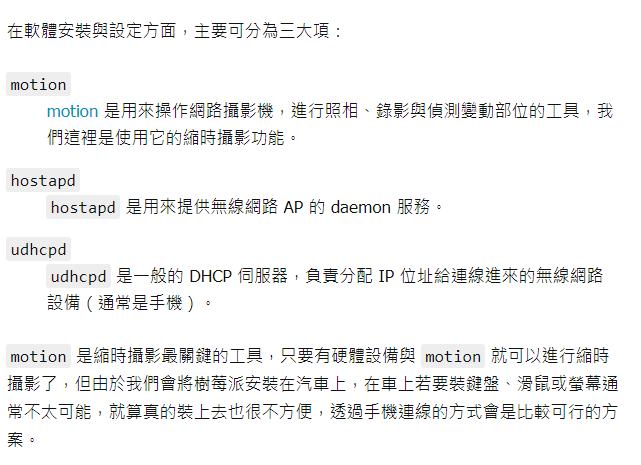 在軟體安裝與設定方面，主要可分為三大項：
motion
motion 是用來操作網路攝影機，進行照相、錄影與偵測變動部位的工具，我
們這裡是使用它的縮時攝影功能。
hostapd
hostapd 是用來提供無線網路 AP 的 daemon 服務。
udhcpd
udhcpd 是一般的 DHCP 伺服器，負責分配 IP 位址給連線進來的無線網路
設備（通常是手機）。
motion 是縮時攝影最關鍵的工具，只要有硬體設備與 motion 就可以進行縮時
攝影了，但由於我們會將樹莓派安裝在汽車上，在車上若要裝鍵盤、滑鼠或螢幕通
常不太可能，就算真的裝上去也很不方便，透過手機連線的方式會是比較可行的方
案。